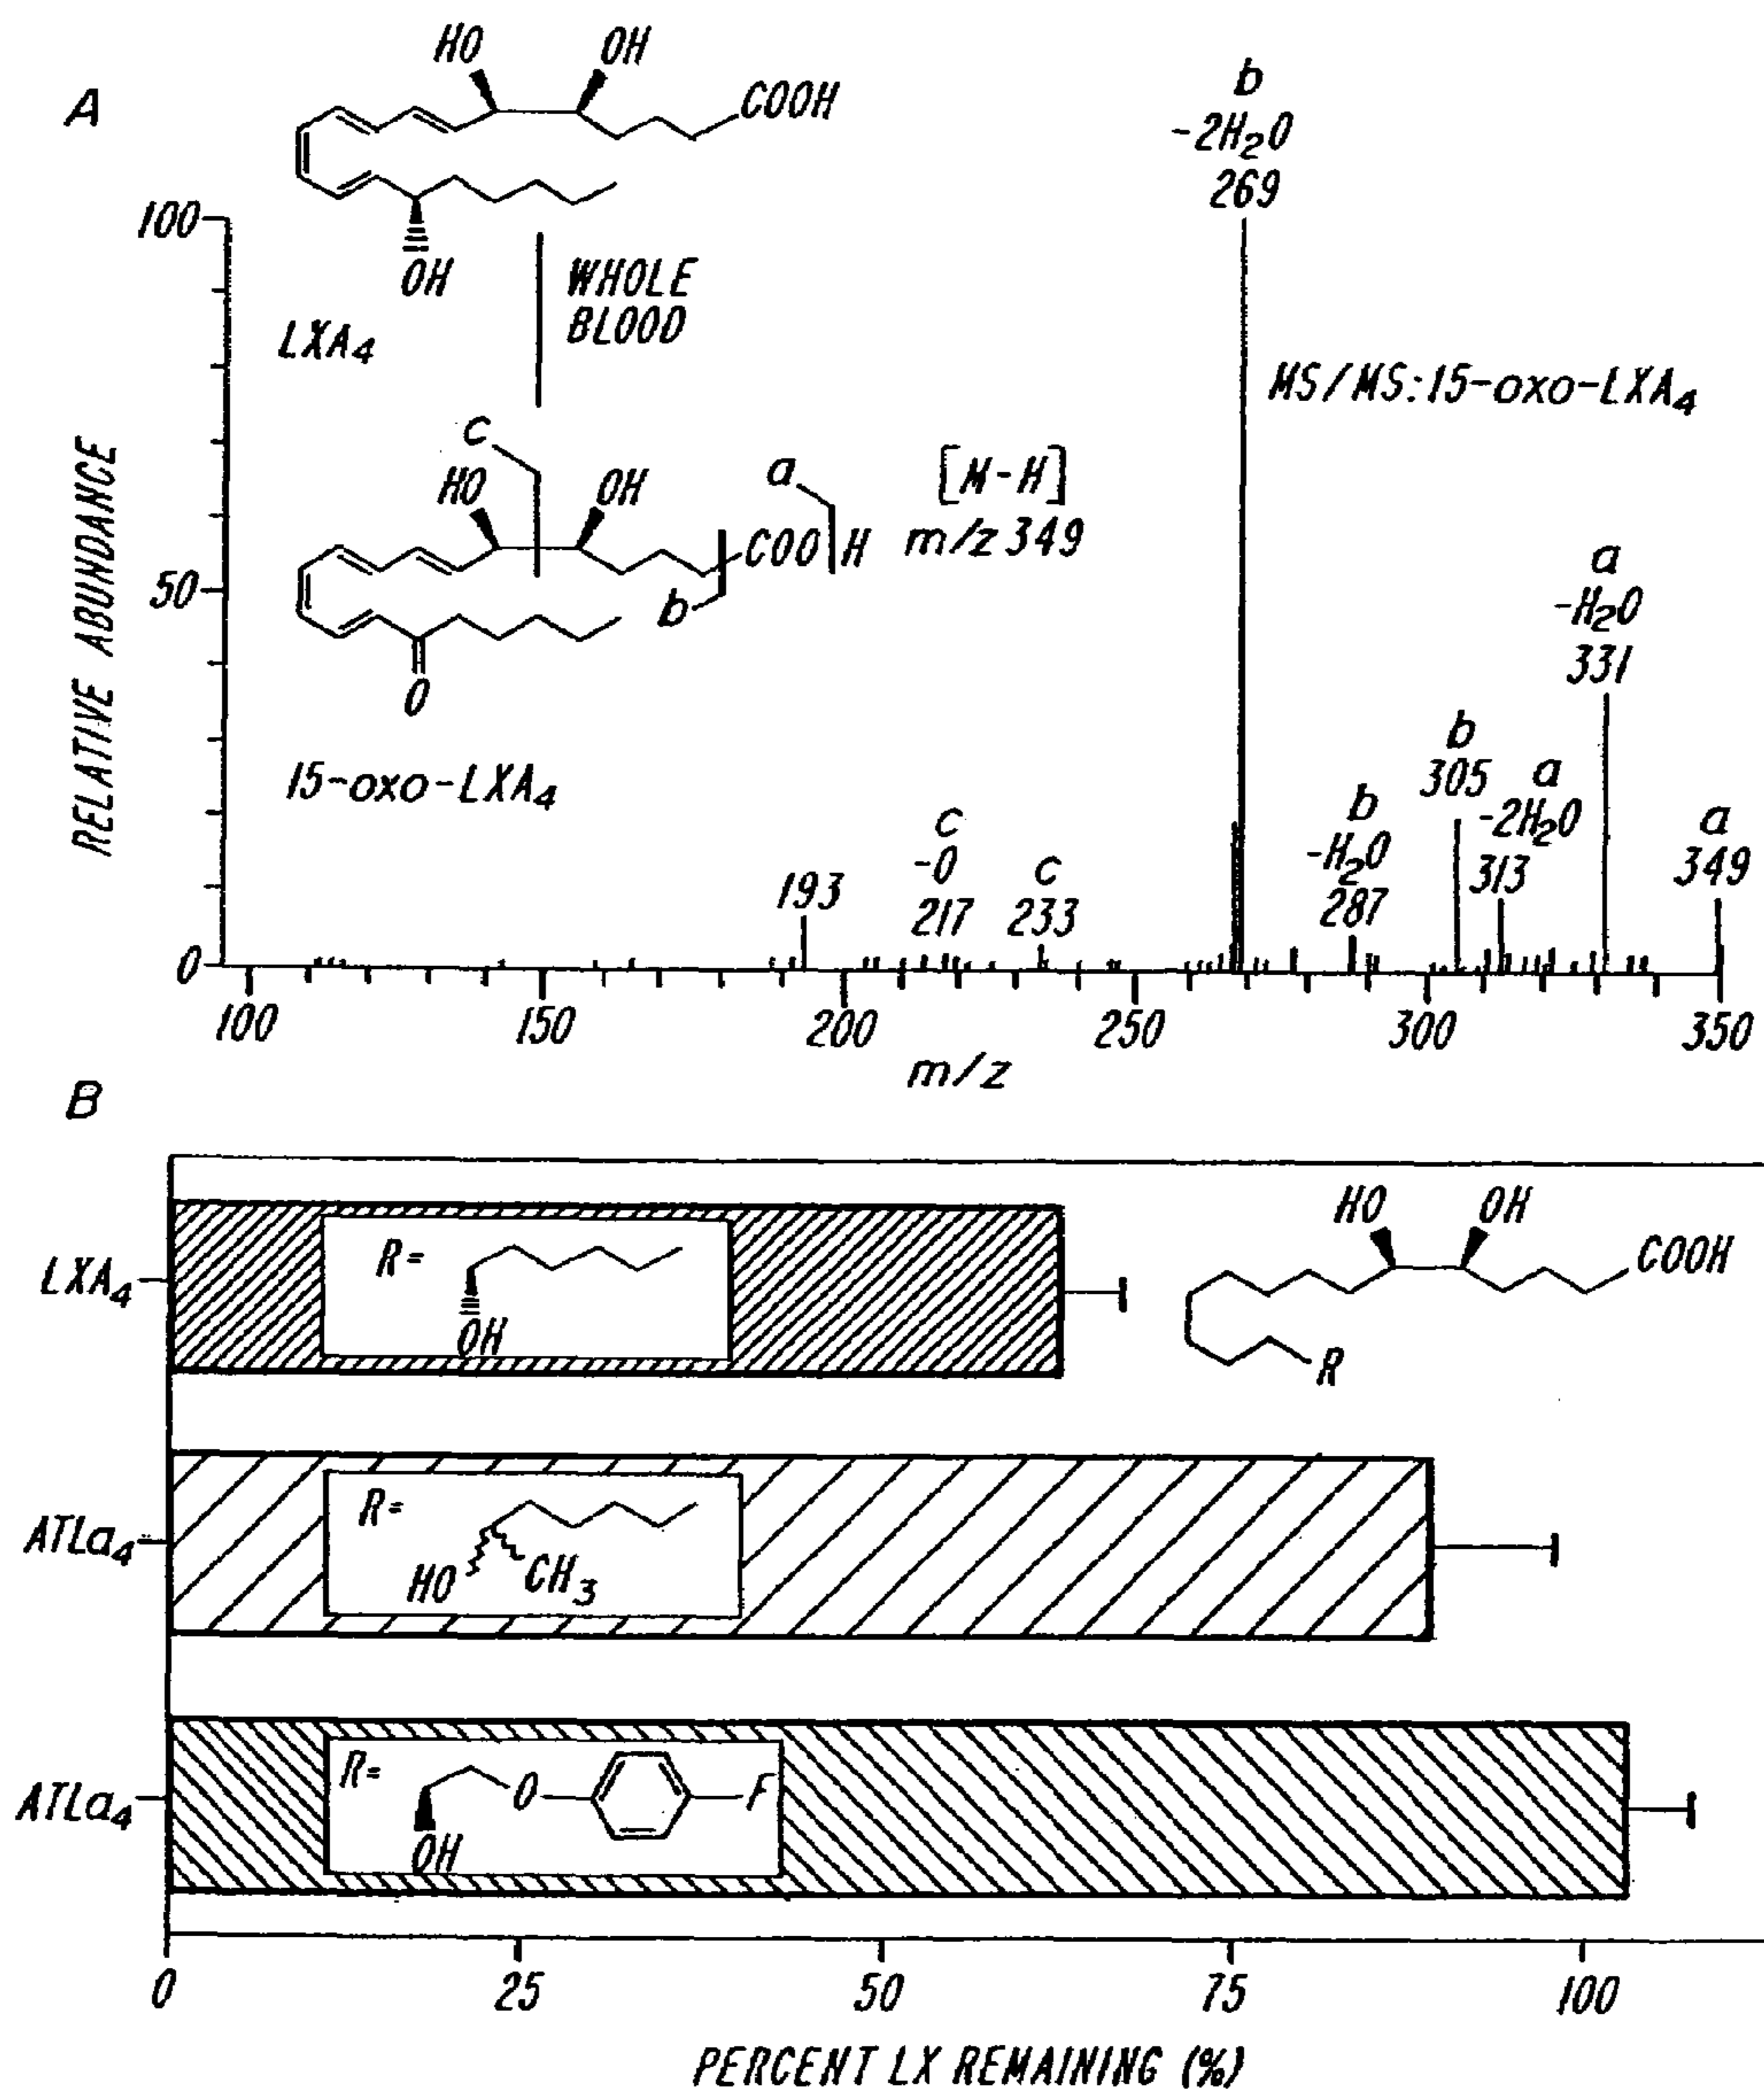 A
HO OH
COOH
OH
LXA4
WHOLE
BLOOD
c
HO OH
a
COO H
b
O
15-oxo-LXA4
[M-H]
m/z 349
MS/MS:15-oxo-LXA4
RELATIVE ABUNDANCE
100
50
0
193
c
-O
217
c
233
b
-2H2O
269
b
-H2O
287
b
305
a
-2H2O
313
a
-H2O
331
a
349
100 150 200 250 300 350
m/z
B
LXA4
R=
OH
HO OH
COOH
R
ATLa4
R=
HO CH3
ATLa4
R=
O F
OH
0 25 50 75 100
PERCENT LX REMAINING (%)